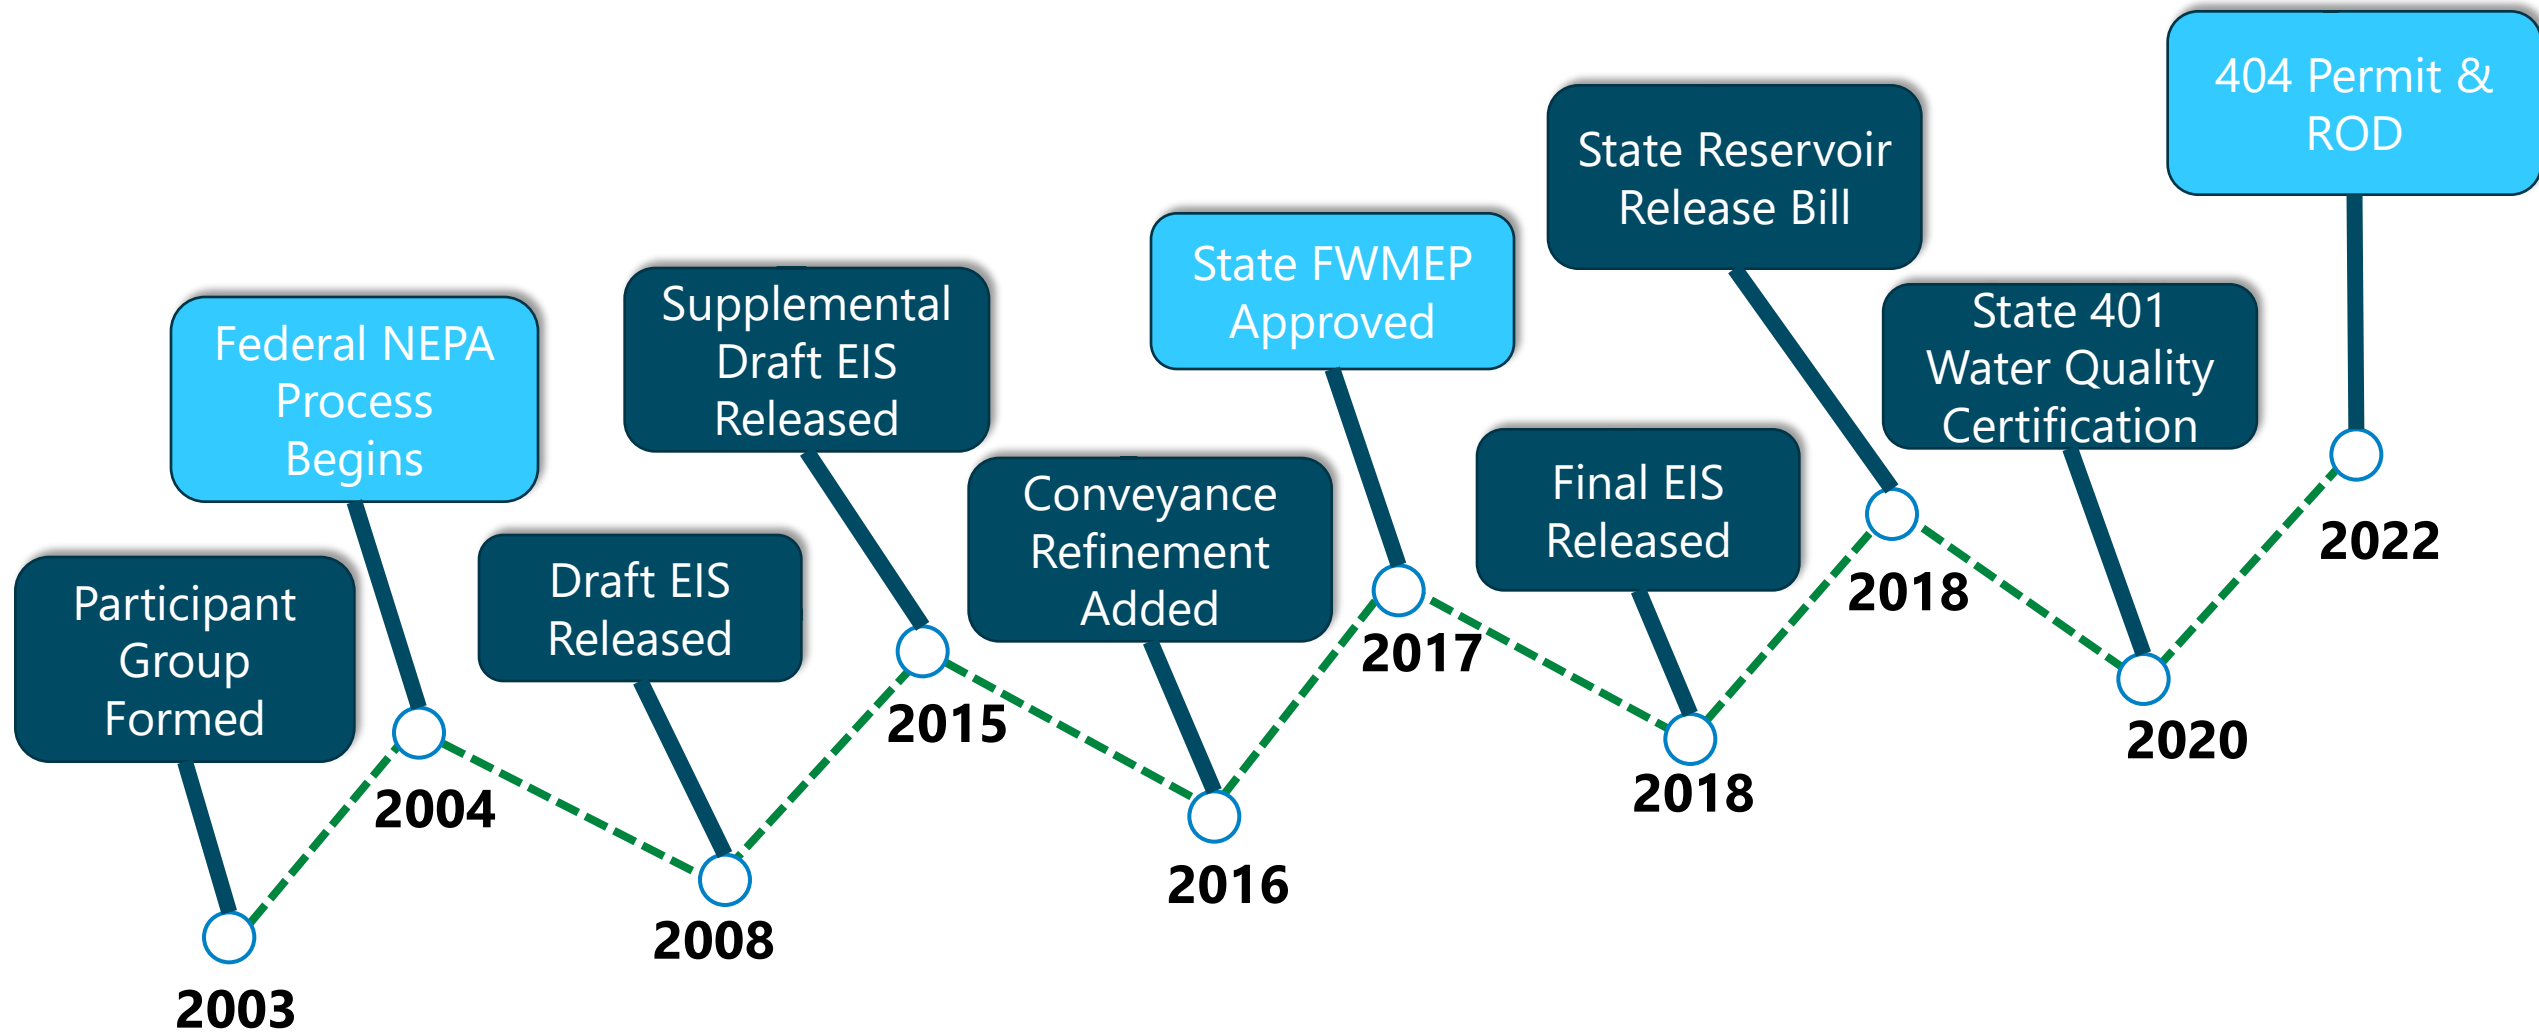 Participant
Group
Formed
2003
Federal NEPA
Process
Begins
2004
Draft EIS
Released
2008
Supplemental
Draft EIS
Released
2015
Conveyance
Refinement
Added
2016
State FWMEP
Approved
2017
Final EIS
Released
2018
State Reservoir
Release Bill
2018
State 401
Water Quality
Certification
2020
404 Permit &
ROD
2022